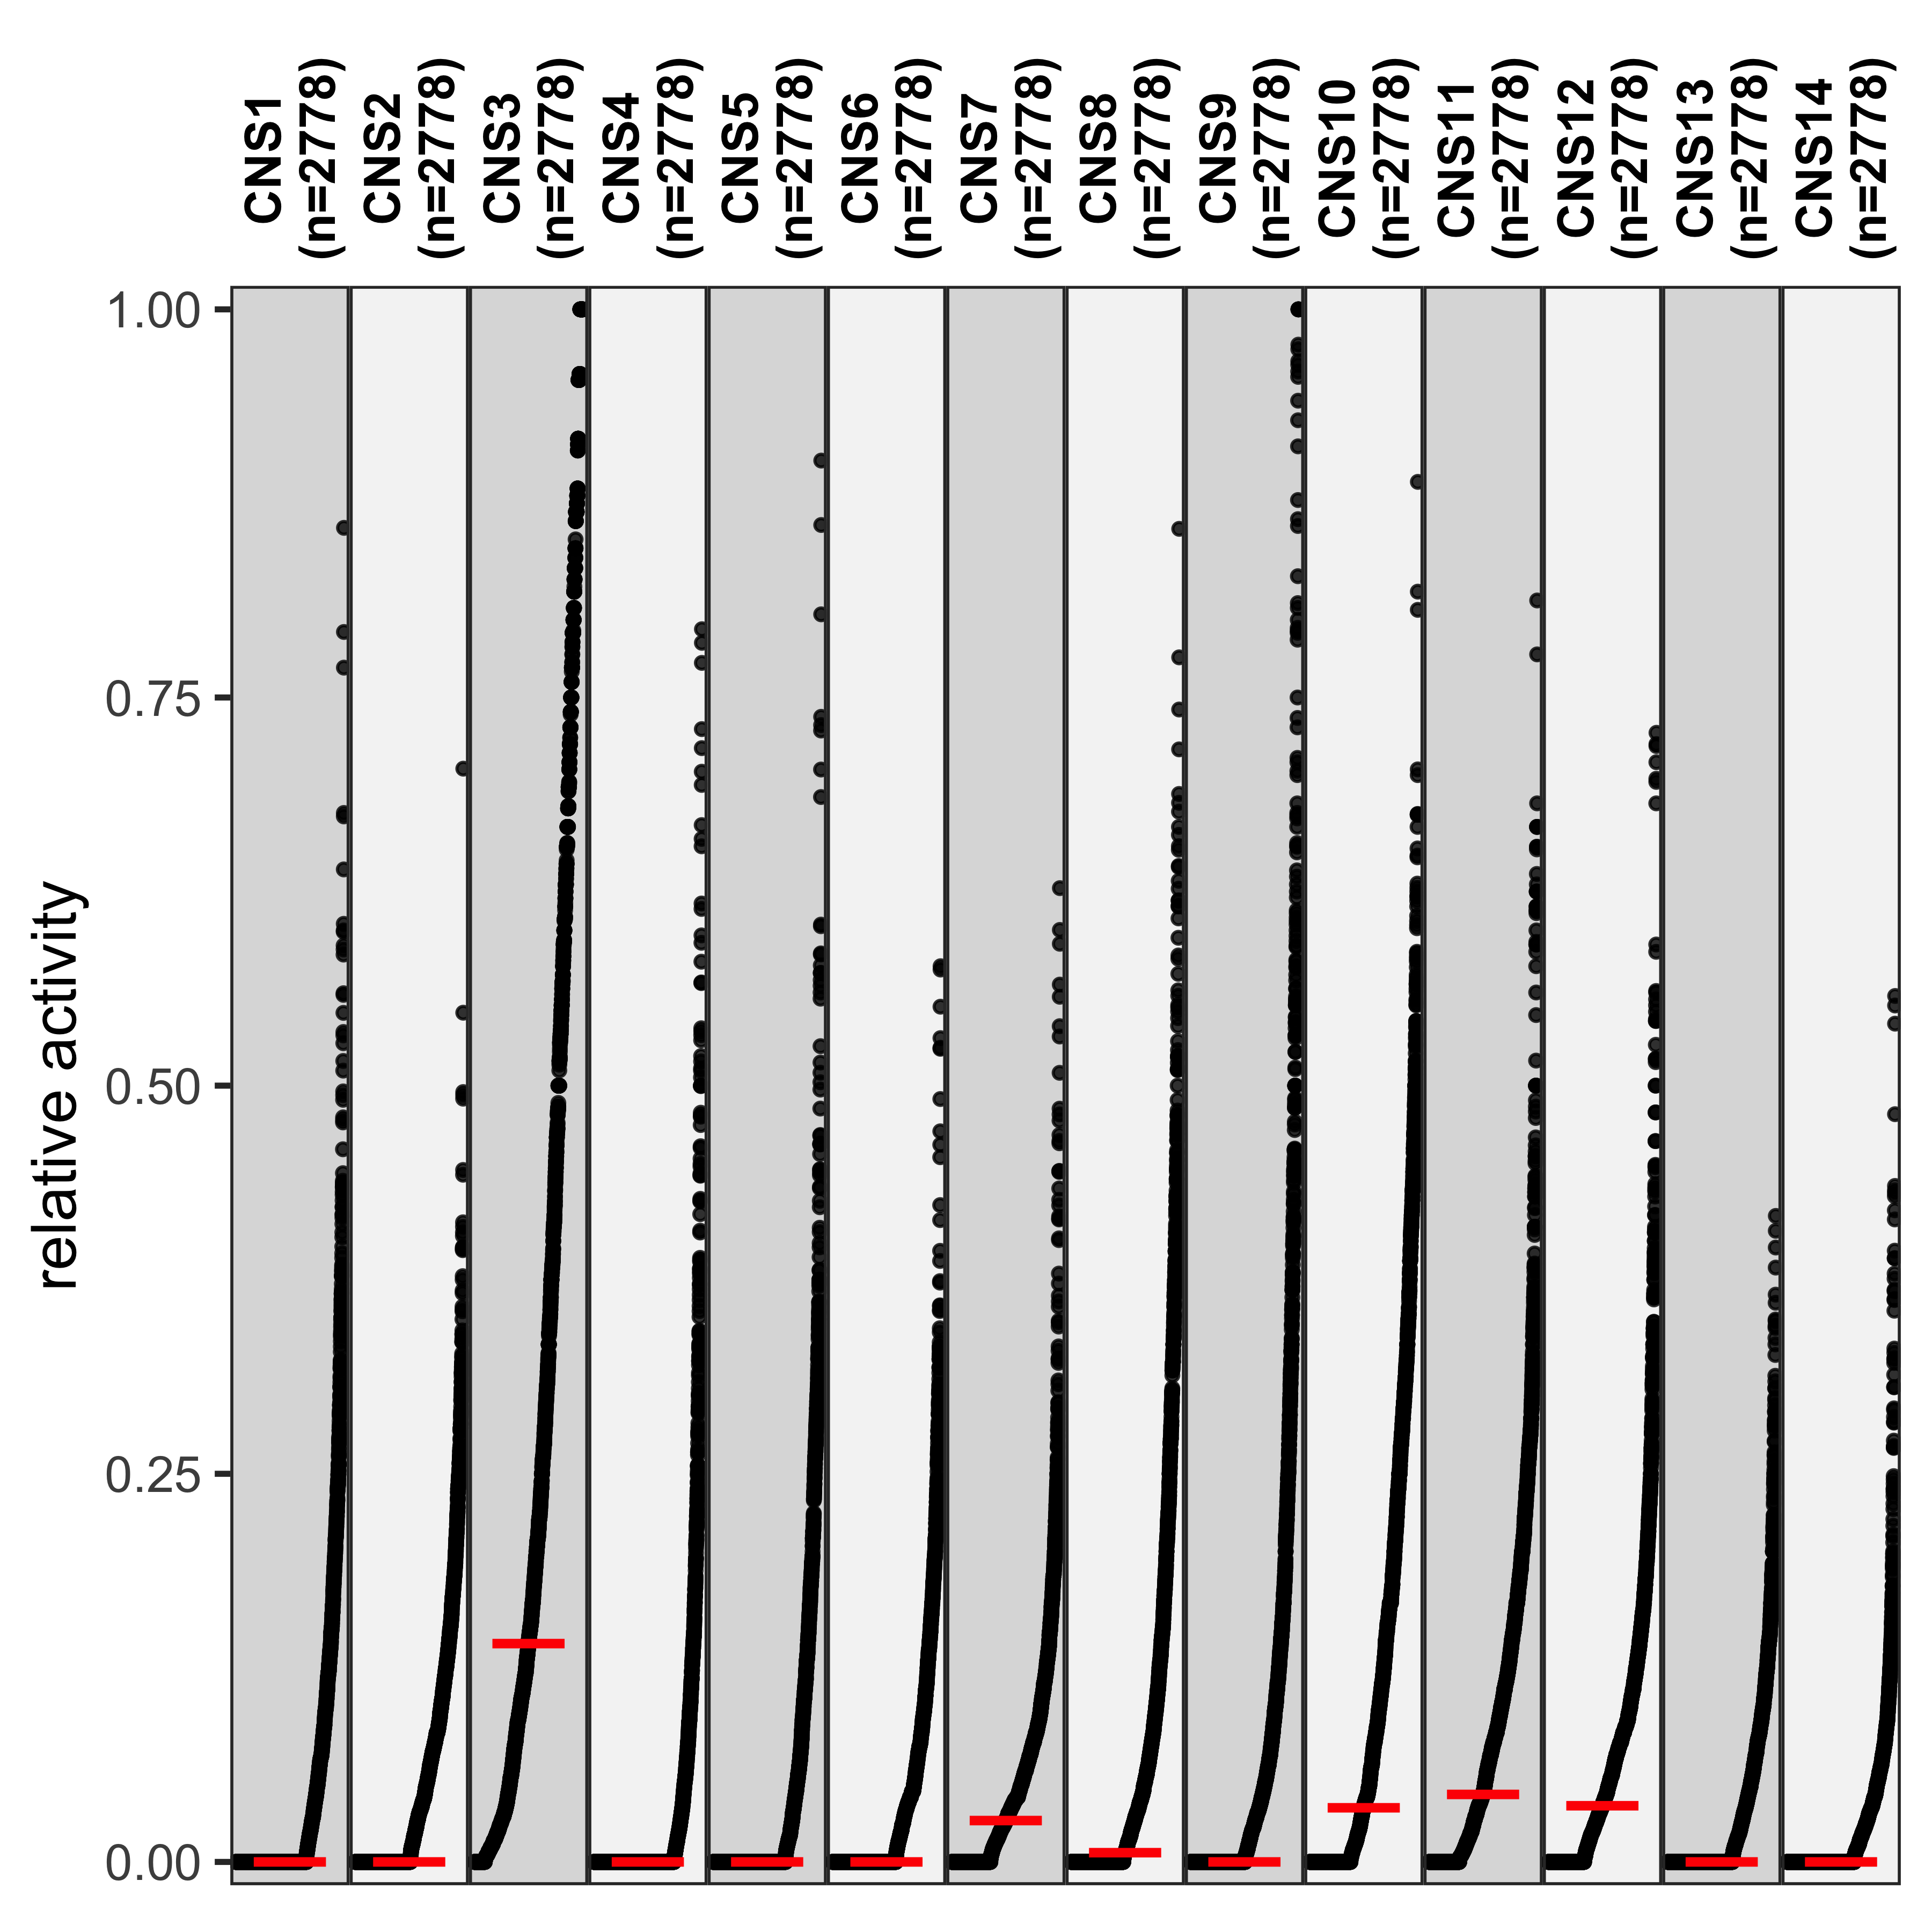 CNS1
(n=2778)
CNS2
(n=2778)
CNS3
(n=2778)
CNS4
(n=2778)
CNS5
(n=2778)
CNS6
(n=2778)
CNS7
(n=2778)
CNS8
(n=2778)
CNS9
(n=2778)
CNS10
(n=2778)
CNS11
(n=2778)
CNS12
(n=2778)
CNS13
(n=2778)
CNS14
(n=2778)
1.00
0.75
0.50
0.25
0.00
relative activity